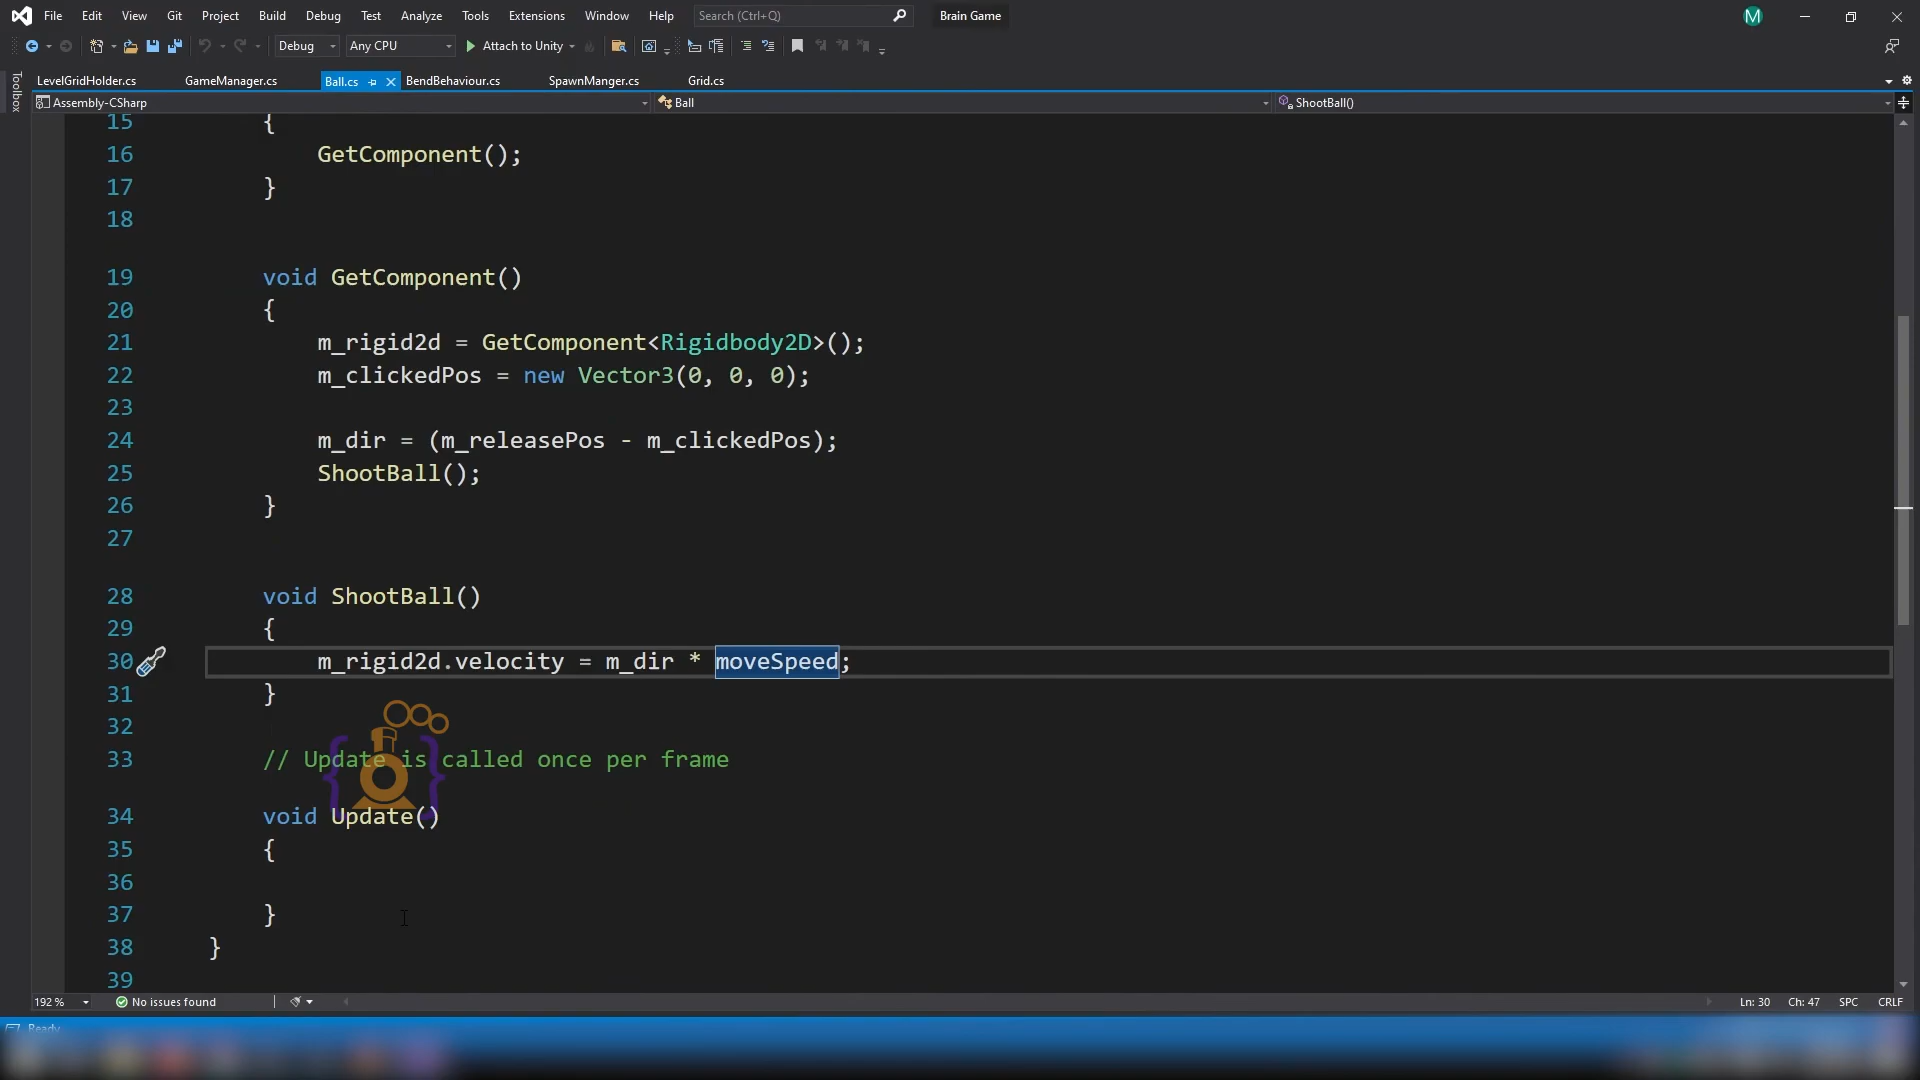 File Edit View Git Project Build Debug Test Analyze Tools Extensions Window Help Search (Ctrl+Q) Brain Game M
Debug Any CPU Attach to Unity
LevelGridHolder.cs GameManager.cs Ball.cs BendBehaviour.cs SpawnManger.cs Grid.cs
Toolbox
Assembly-CSharp Ball ShootBall()
15 {
16 GetComponent();
17 }
18
19 void GetComponent()
20 {
21 m_rigid2d = GetComponent<Rigidbody2D>();
22 m_clickedPos = new Vector3(0, 0, 0);
23
24 m_dir = (m_releasePos - m_clickedPos);
25 ShootBall();
26 }
27
28 void ShootBall()
29 {
30 m_rigid2d.velocity = m_dir * moveSpeed;
31 }
32
33 // Update is called once per frame
34 void Update()
35 {
36
37 }
38 }
39
192 % No issues found Ln: 30 Ch: 47 SPC CRLF
Ready